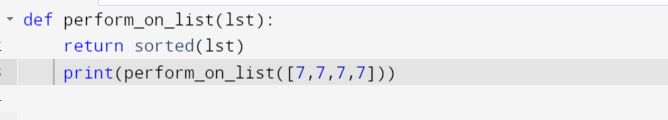 def perform_on_list(lst):
    return sorted(lst)
    print(perform_on_list([7,7,7,7]))